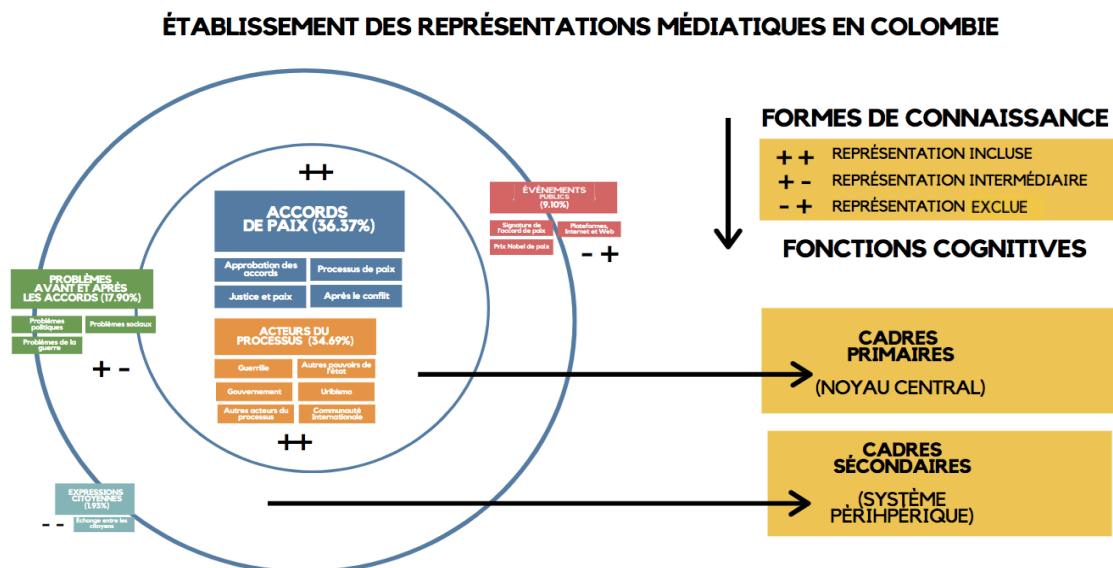 ÉTABLISSEMENT DES REPRÉSENTATIONS MÉDIATIQUES EN COLOMBIE
++
ACCORDS
DE PAIX (36.37%)
Approbation des
accords
Processus de paix
Justice et paix
Après le conflit
ACTEURS DU
PROCESSUS (34.69%)
Guerrille
Autres pouvoirs de
l'état
Gouvernement
Uribisme
Autres acteurs du
processus
Communauté
Internationale
++
ÉVÉNEMENTS
PUBLICS
(9.10%)
Signature de
l'accord de paix
Plateformes,
Internet et Web
Prix Nobel de paix
- +
PROBLÈMES
AVANT ET APRÈS
LES ACCORDS (17.90%)
Problèmes
politiques
Problèmes sociaux
Problèmes de la
guerre
+ -
EXPRESSIONS
CITOYENNES
(1.93%)
- -
Échange entre les
citoyens
FORMES DE CONNAISSANCE
++ REPRÉSENTATION INCLUSE
+ - REPRÉSENTATION INTERMÉDIAIRE
- + REPRÉSENTATION EXCLUE
FONCTIONS COGNITIVES
CADRES
PRIMAIRES
(NOYAU CENTRAL)
CADRES
SÉCONDAIRES
(SYSTÈME
PÈRIHPÉRIQUE)